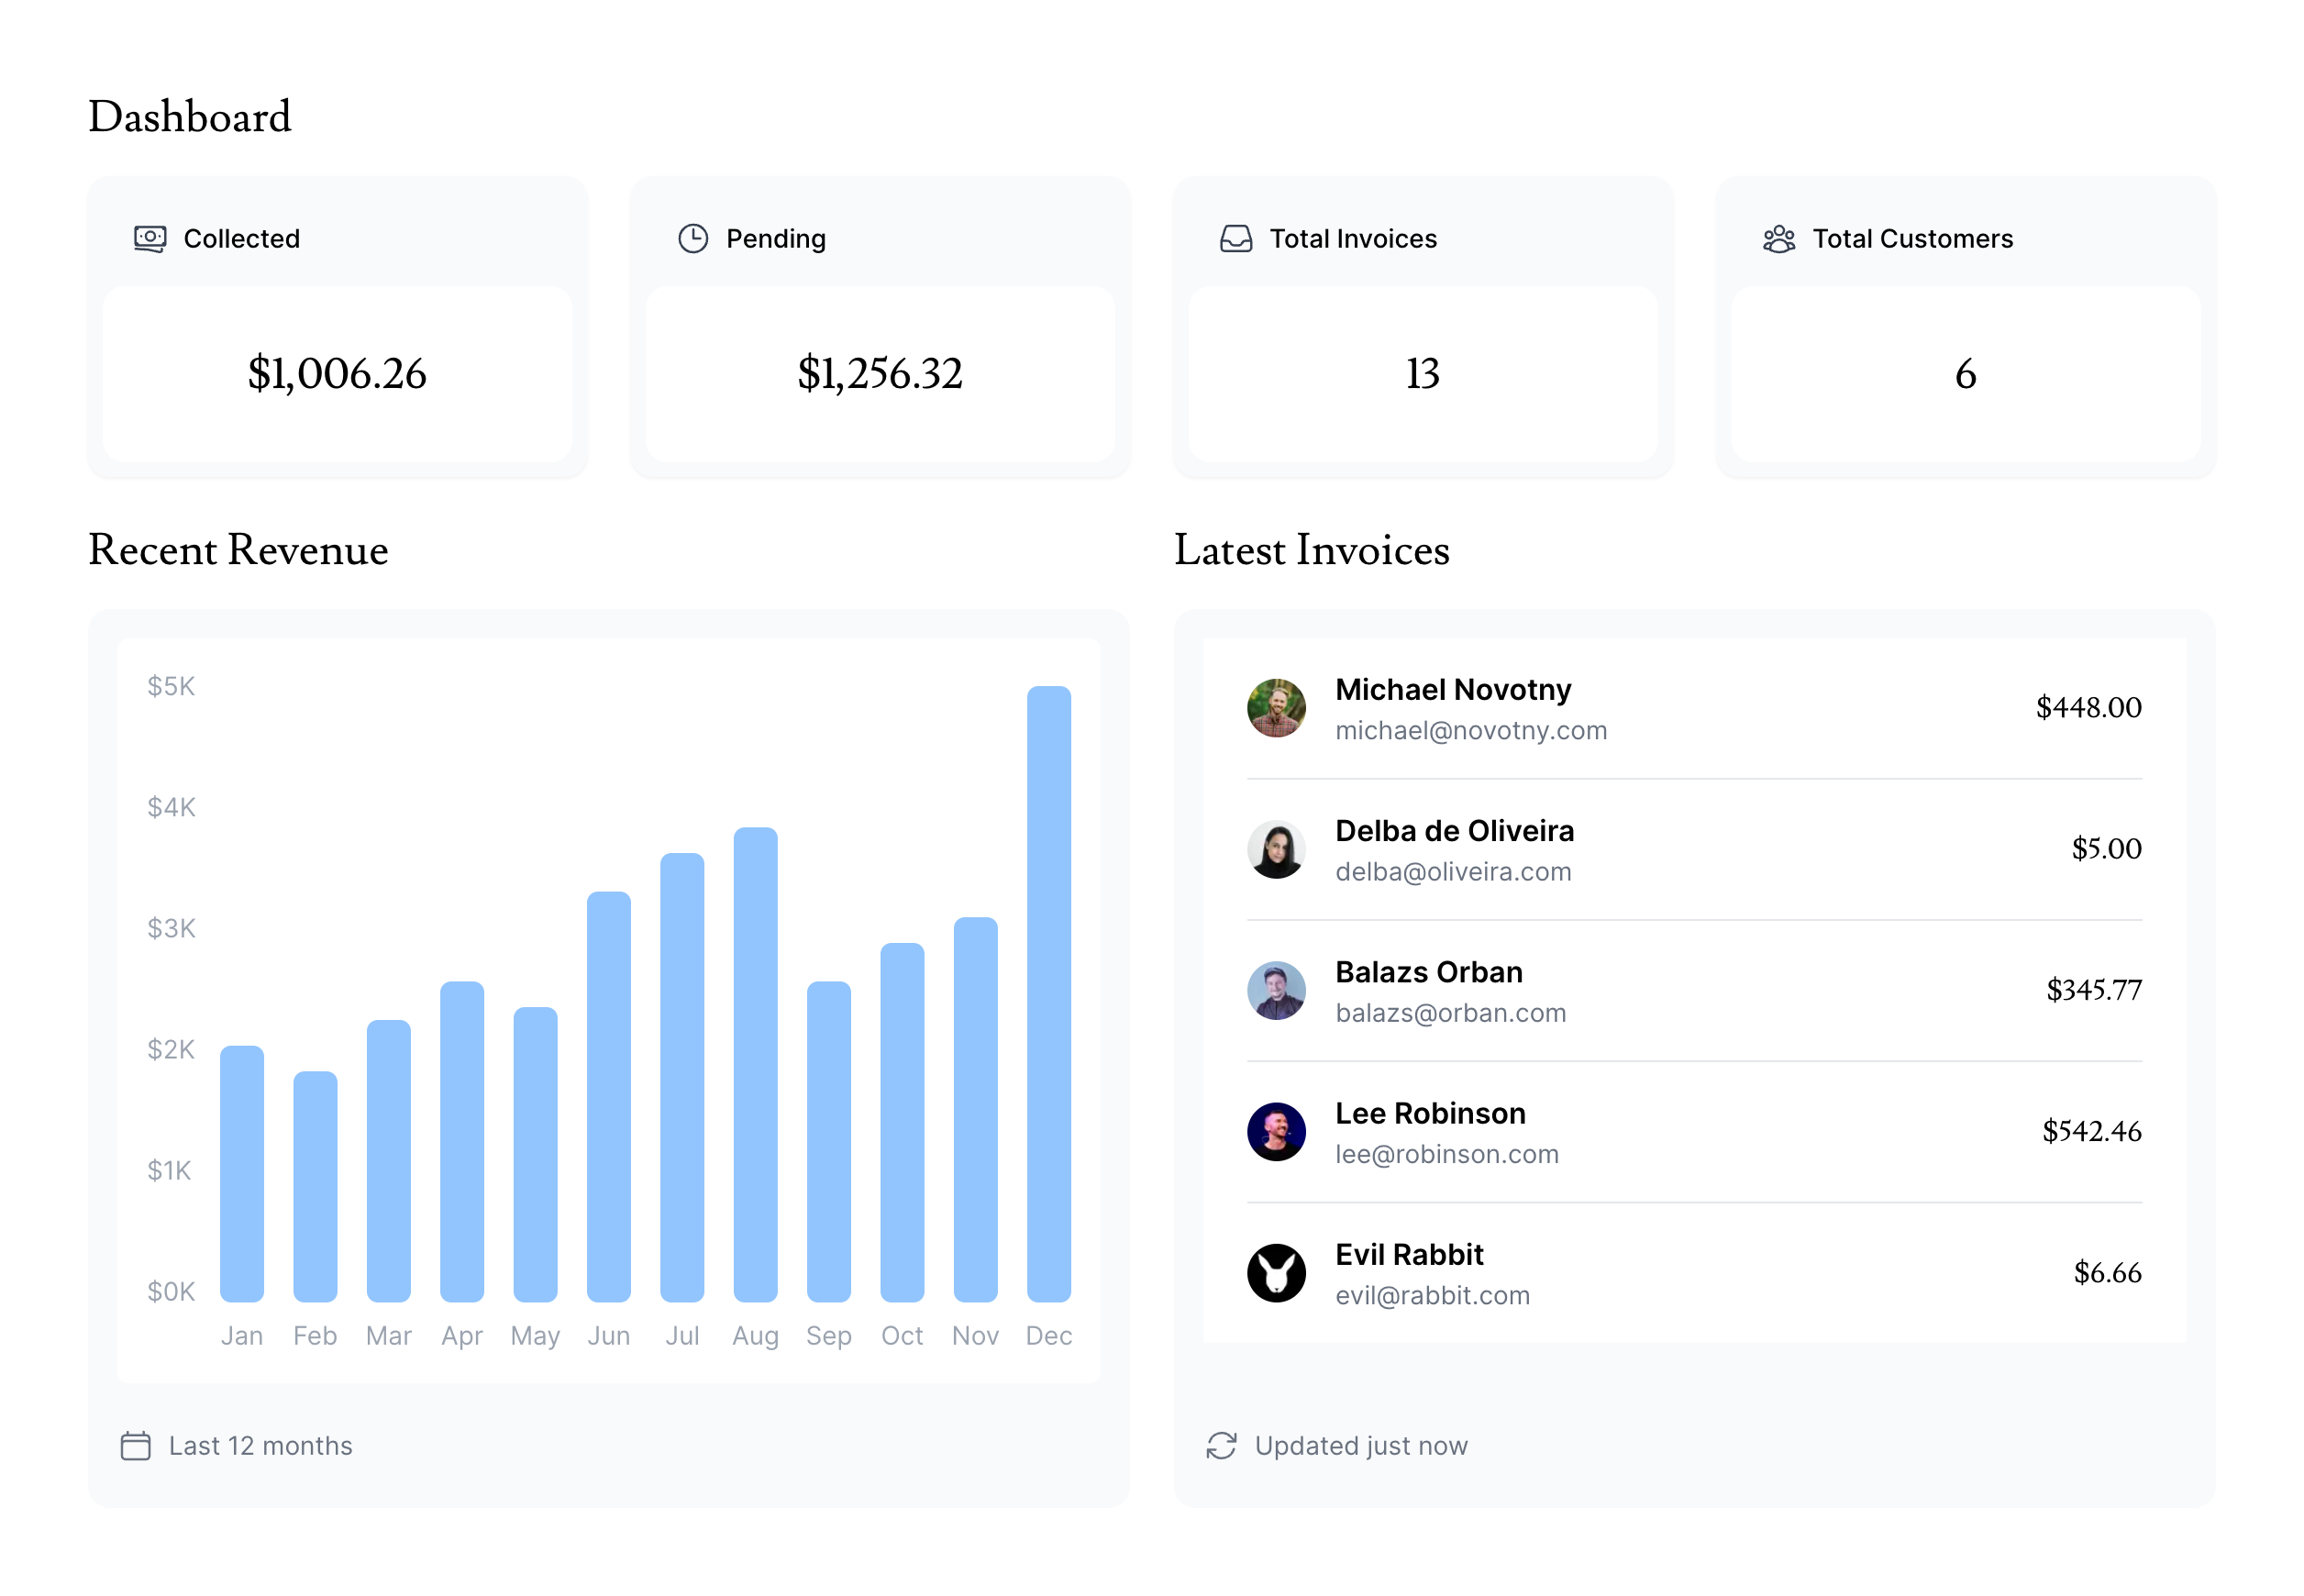 Dashboard
Collected
$1,006.26
Pending
$1,256.32
Total Invoices
13
Total Customers
6
Recent Revenue
$5K
$4K
$3K
$2K
$1K
$0K
Jan Feb Mar Apr May Jun Jul Aug Sep Oct Nov Dec
Last 12 months
Latest Invoices
Michael Novotny
michael@novotny.com
$448.00
Delba de Oliveira
delba@oliveira.com
$5.00
Balazs Orban
balazs@orban.com
$345.77
Lee Robinson
lee@robinson.com
$542.46
Evil Rabbit
evil@rabbit.com
$6.66
Updated just now